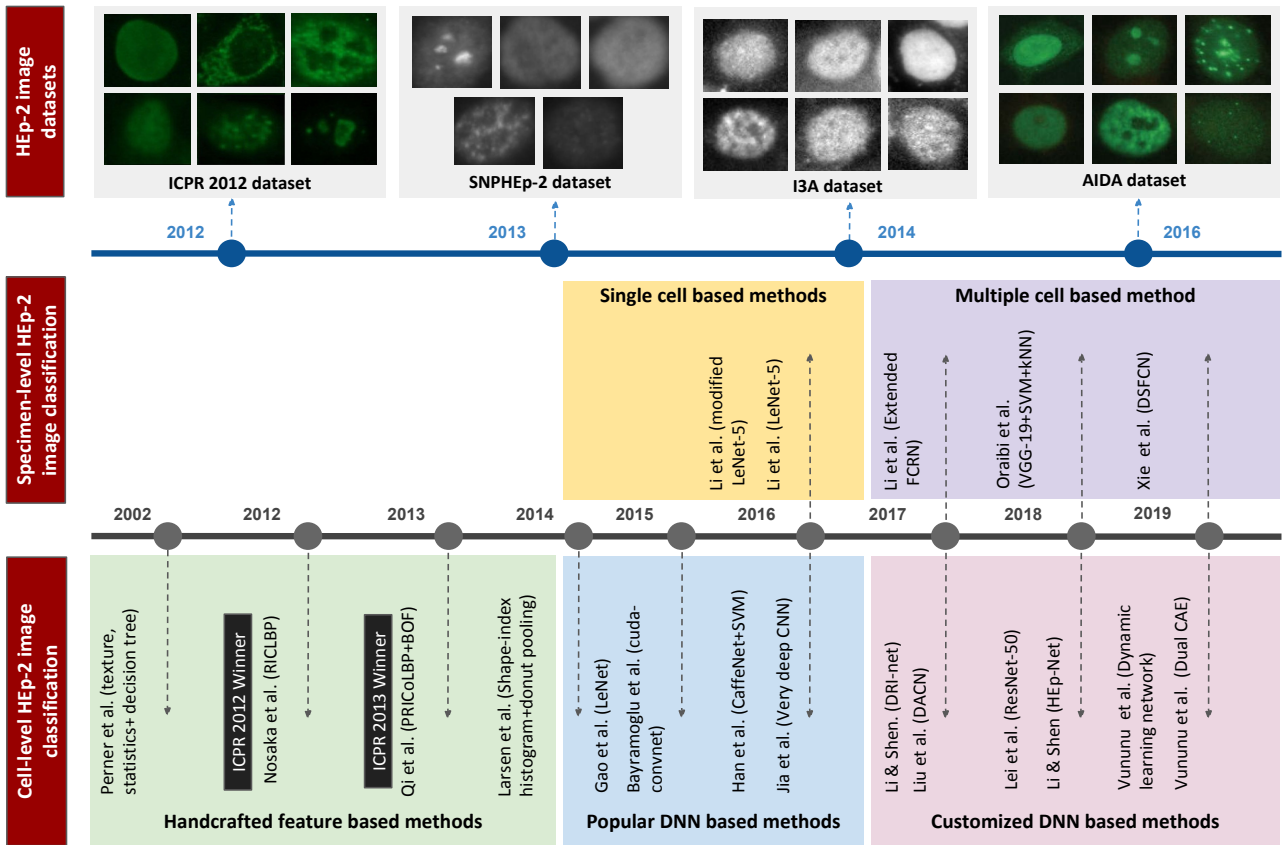 HEp-2 image
datasets
ICPR 2012 dataset
SNPHEp-2 dataset
I3A dataset
AIDA dataset
2012
2013
2014
2016
Specimen-level HEp-2
image classification
Single cell based methods
Multiple cell based method
Li et al. (modified
LeNet-5)
Li et al. (LeNet-5)
Li et al. (Extended
FCRN)
Oraibi et al.
(VGG-19+SVM+kNN)
Xie et al. (DSFCN)
2002
2012
2013
2014
2015
2016
2017
2018
2019
Cell-level HEp-2 image
classification
Perner et al. (texture,
statistics+ decision tree)
ICPR 2012 Winner
Nosaka et al. (RICLBP)
ICPR 2013 Winner
Qi et al. (PRICoLBP+BOF)
Larsen et al. (Shape-index
histogram+donut pooling)
Gao et al. (LeNet)
Bayramoglu et al. (cuda-
convnet)
Han et al. (CaffeNet+SVM)
Jia et al. (Very deep CNN)
Li & Shen. (DRI-net)
Liu et al. (DACN)
Lei et al. (ResNet-50)
Li & Shen (HEp-Net)
Vununu et al. (Dynamic
learning network)
Vununu et al. (Dual CAE)
Handcrafted feature based methods
Popular DNN based methods
Customized DNN based methods